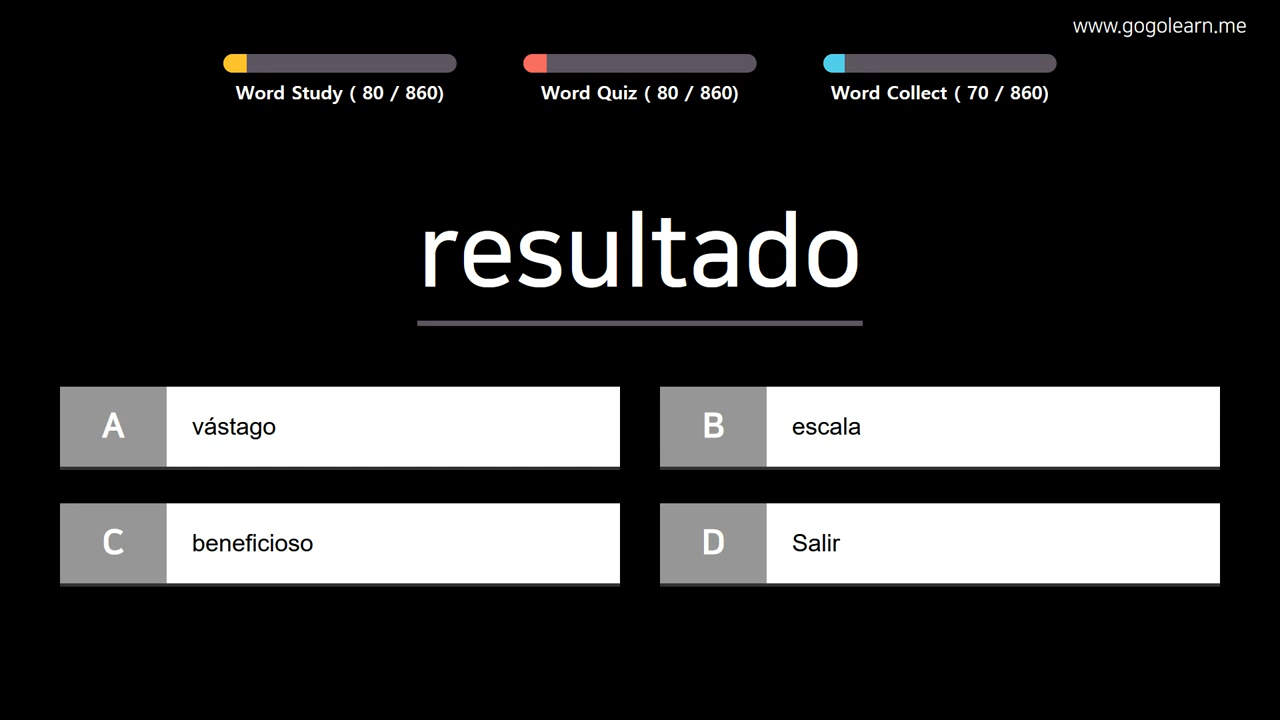 www.gogolearn.me
Word Study ( 80 / 860)
Word Quiz ( 80 / 860)
Word Collect ( 70 / 860)
resultado
A vástago
B escala
C beneficioso
D Salir